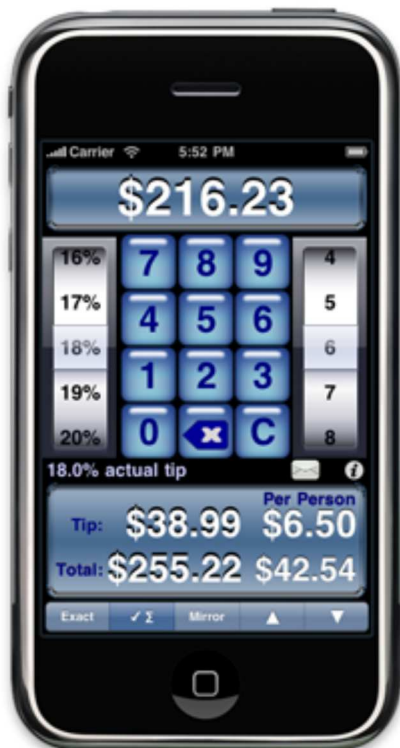 Carrier 5:52 PM
$216.23
16% 7 8 9 4
17% 4 5 6 5
18% 1 2 3 6
19% 0 x C 7
20% 8
18.0% actual tip i
Per Person
Tip: $38.99 $6.50
Total: $255.22 $42.54
Exact ✓ Σ Mirror ▲ ▼